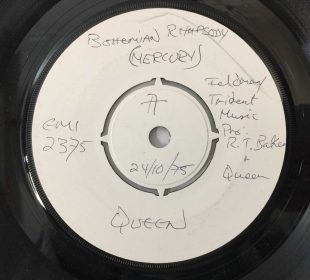 BOHEMIAN RHAPSODY
(MERCURY)
A
EMI
2375
Feldman
Trident
Music
Pro.
R.T. Baker
+
Queen
24/10/75
QUEEN